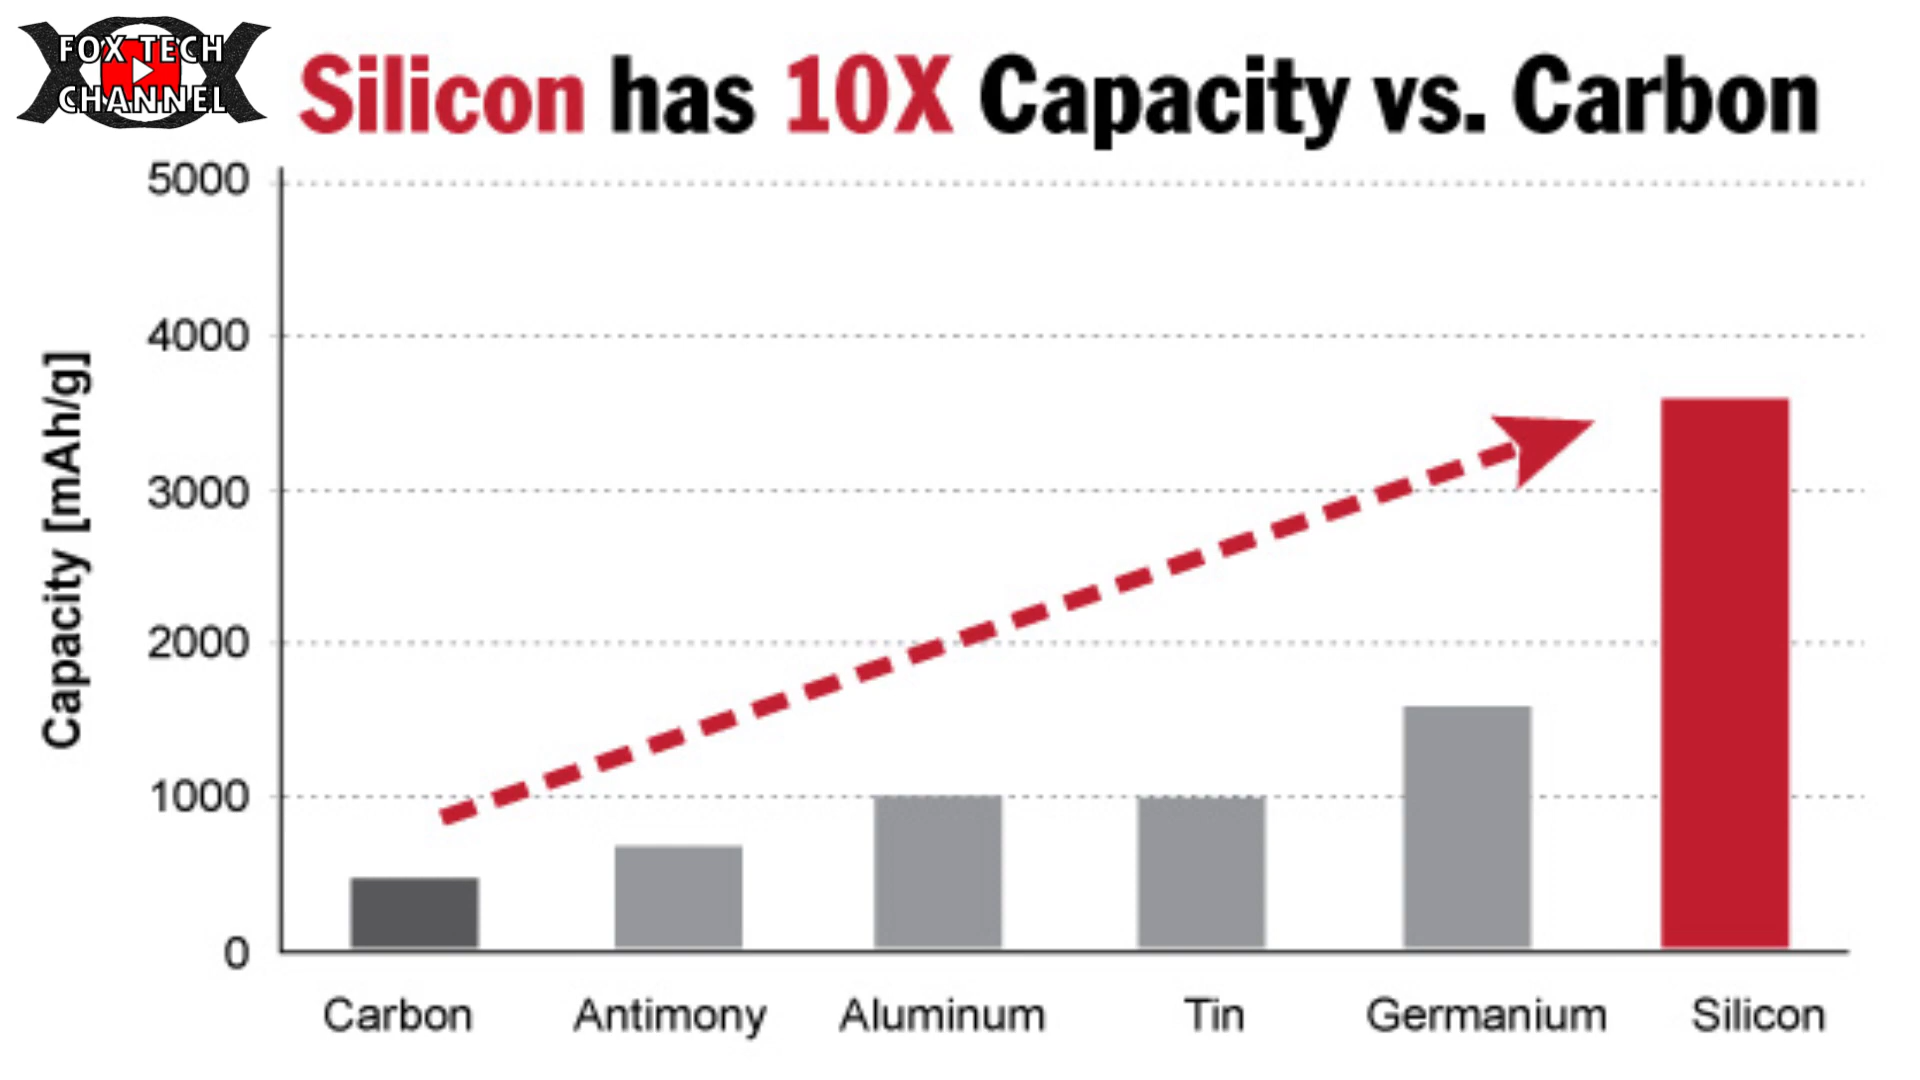 FOX TECH
CHANNEL
Silicon has 10X Capacity vs. Carbon
Capacity [mAh/g]
5000
4000
3000
2000
1000
0
Carbon Antimony Aluminum Tin Germanium Silicon